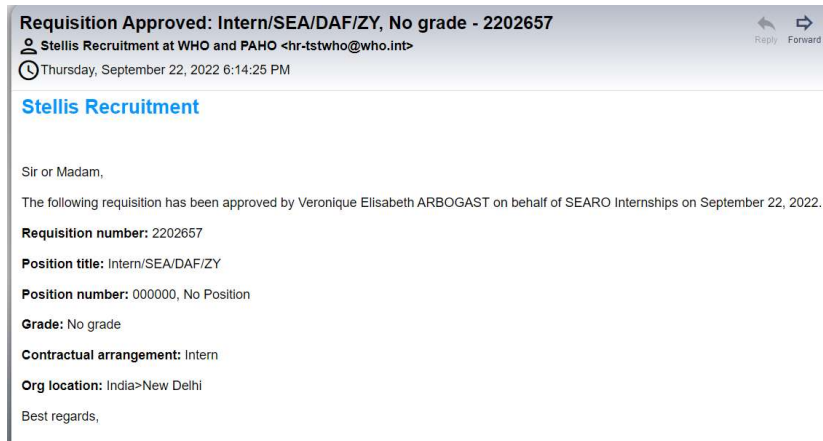 Requisition Approved: Intern/SEA/DAF/ZY, No grade - 2202657
Stellis Recruitment at WHO and PAHO <hr-tstwho@who.int>
Thursday, September 22, 2022 6:14:25 PM
Reply Forward
Stellis Recruitment
Sir or Madam,
The following requisition has been approved by Veronique Elisabeth ARBOGAST on behalf of SEARO Internships on September 22, 2022.
Requisition number: 2202657
Position title: Intern/SEA/DAF/ZY
Position number: 000000, No Position
Grade: No grade
Contractual arrangement: Intern
Org location: India>New Delhi
Best regards,